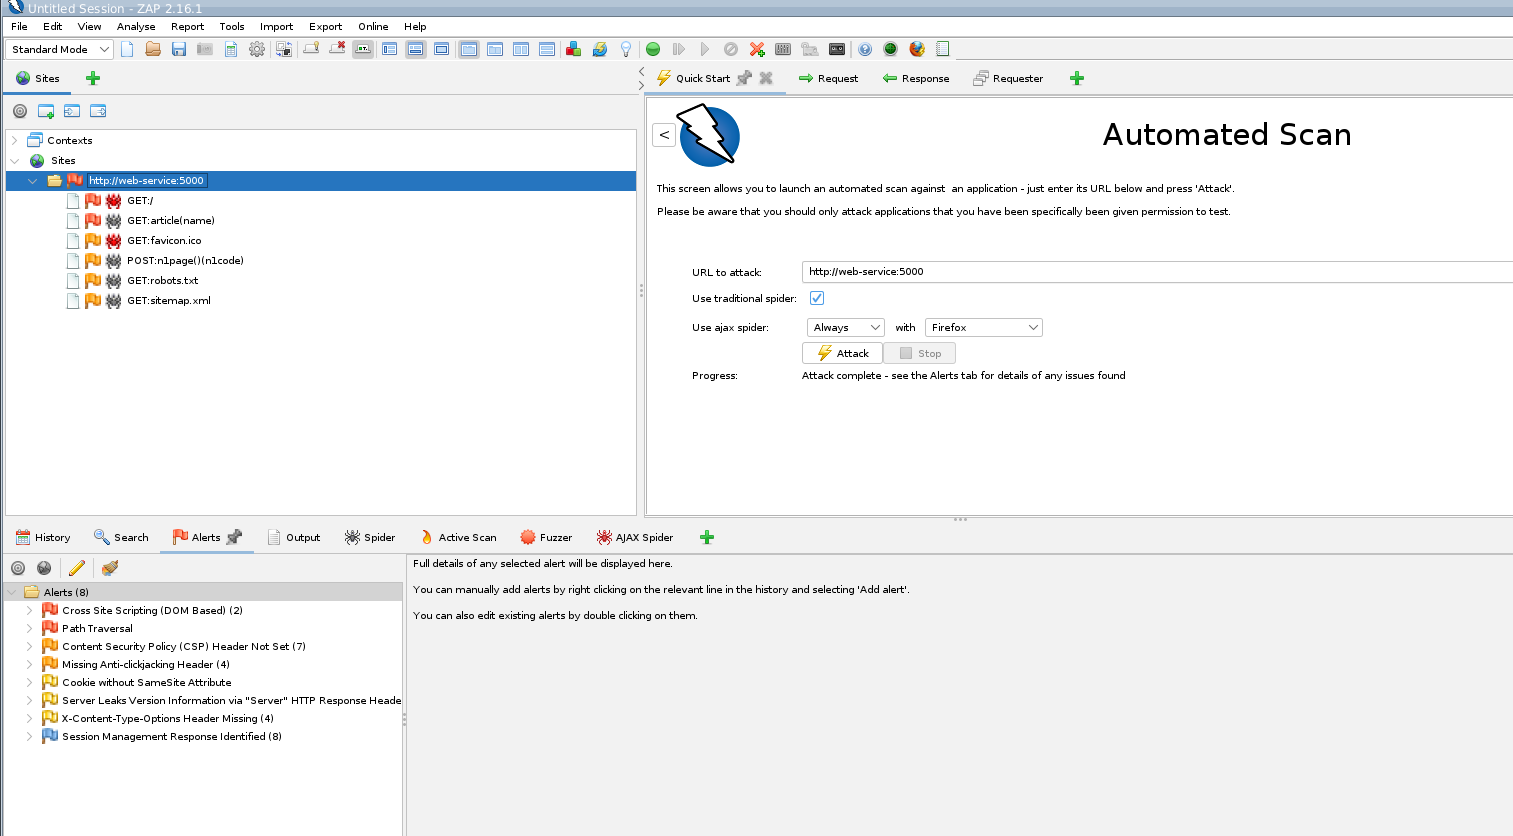 Untitled Session - ZAP 2.16.1
File Edit View Analyse Report Tools Import Export Online Help
Standard Mode
Sites
Quick Start Request Response Requester
Contexts
Sites
http://web-service:5000
GET:/
GET:article(name)
GET:favicon.ico
POST:n1page()(n1code)
GET:robots.txt
GET:sitemap.xml
<
Automated Scan
This screen allows you to launch an automated scan against an application - just enter its URL below and press 'Attack'.
Please be aware that you should only attack applications that you have been specifically been given permission to test.
URL to attack: http://web-service:5000
Use traditional spider:
Use ajax spider: Always with Firefox
Attack Stop
Progress: Attack complete - see the Alerts tab for details of any issues found
History Search Alerts Output Spider Active Scan Fuzzer AJAX Spider
Alerts (8)
Cross Site Scripting (DOM Based) (2)
Path Traversal
Content Security Policy (CSP) Header Not Set (7)
Missing Anti-clickjacking Header (4)
Cookie without SameSite Attribute
Server Leaks Version Information via "Server" HTTP Response Heade
X-Content-Type-Options Header Missing (4)
Session Management Response Identified (8)
Full details of any selected alert will be displayed here.
You can manually add alerts by right clicking on the relevant line in the history and selecting 'Add alert'.
You can also edit existing alerts by double clicking on them.